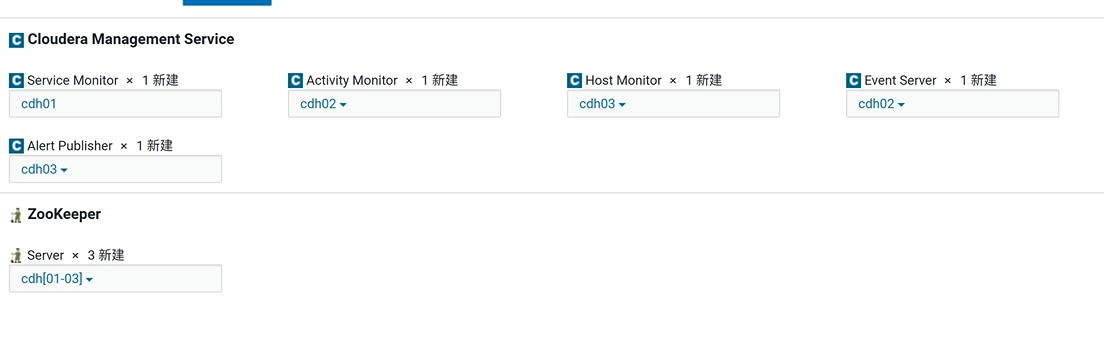 Cloudera Management Service
Service Monitor × 1 新建 Activity Monitor × 1 新建 Host Monitor × 1 新建 Event Server × 1 新建
cdh01 cdh02 cdh03 cdh02
Alert Publisher × 1 新建
cdh03
ZooKeeper
Server × 3 新建
cdh[01-03]